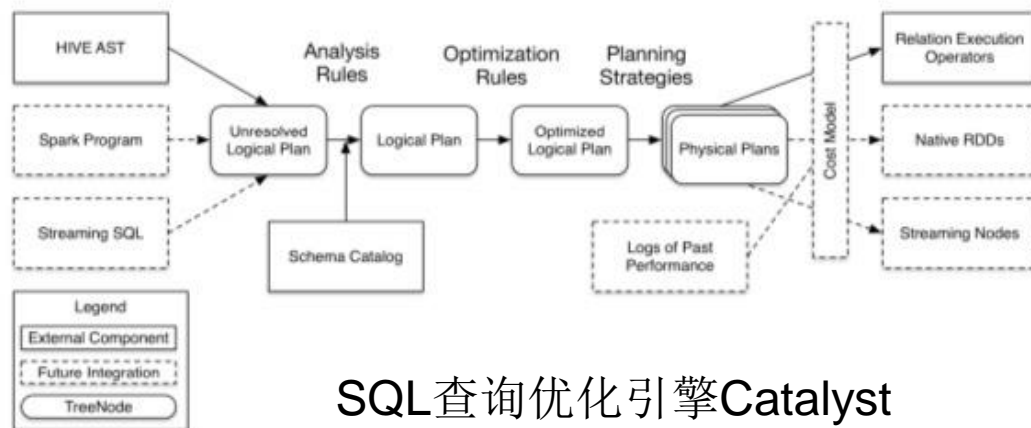 HIVE AST
Analysis
Rules
Optimization
Rules
Planning
Strategies
Relation Execution
Operators
Spark Program
Unresolved
Logical Plan
Logical Plan
Optimized
Logical Plan
Physical Plans
Cost Model
Native RDDs
Streaming SQL
Schema Catalog
Logs of Past
Performance
Streaming Nodes
Legend
External Component
Future Integration
TreeNode
SQL查询优化引擎Catalyst